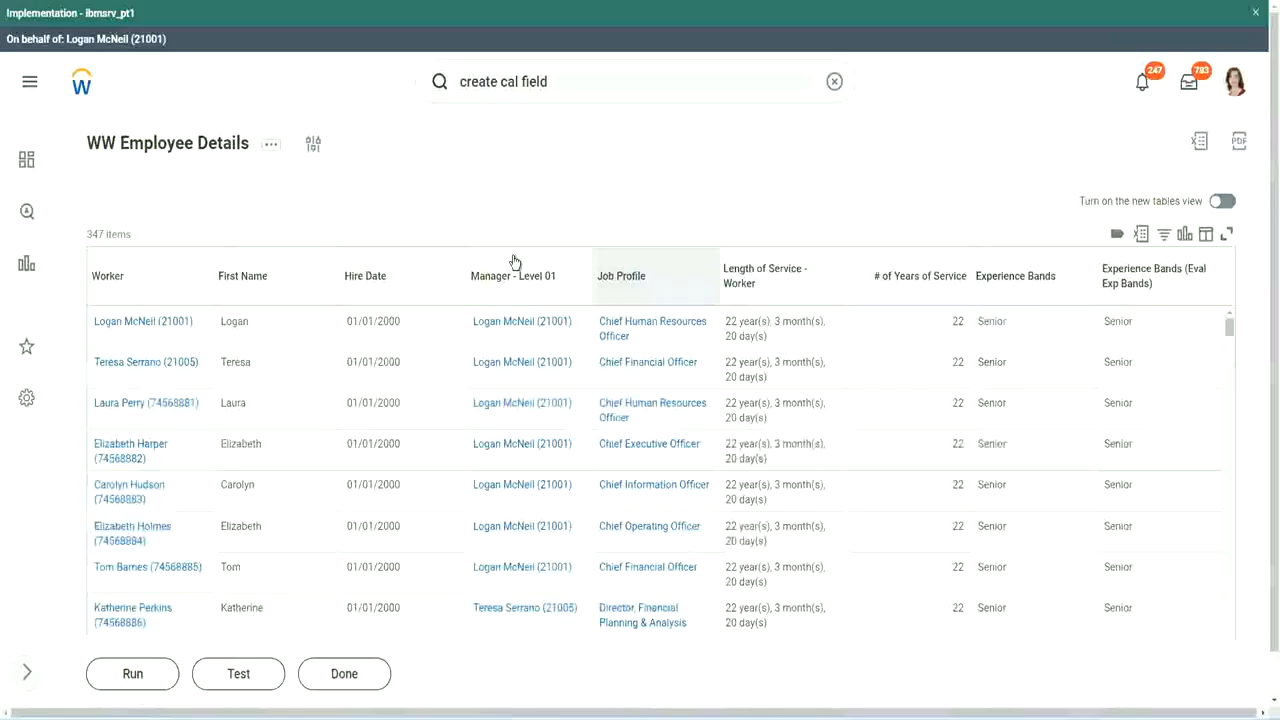 Implementation - ibmsrv_pt1
On behalf of: Logan McNeil (21001)
create cal field
247
783
WW Employee Details
PDF
Turn on the new tables view
347 items
Worker First Name Hire Date Manager - Level 01 Job Profile Length of Service - Worker # of Years of Service Experience Bands Experience Bands (Eval Exp Bands)
Logan McNeil (21001) Logan 01/01/2000 Logan McNeil (21001) Chief Human Resources Officer 22 year(s), 3 month(s), 20 day(s) 22 Senior Senior
Teresa Serrano (21005) Teresa 01/01/2000 Logan McNeil (21001) Chief Financial Officer 22 year(s), 3 month(s), 20 day(s) 22 Senior Senior
Laura Perry (74568881) Laura 01/01/2000 Logan McNeil (21001) Chief Human Resources Officer 22 year(s), 3 month(s), 20 day(s) 22 Senior Senior
Elizabeth Harper (74568882) Elizabeth 01/01/2000 Logan McNeil (21001) Chief Executive Officer 22 year(s), 3 month(s), 20 day(s) 22 Senior Senior
Carolyn Hudson (74568883) Carolyn 01/01/2000 Logan McNeil (21001) Chief Information Officer 22 year(s), 3 month(s), 20 day(s) 22 Senior Senior
Elizabeth Holmes (74568884) Elizabeth 01/01/2000 Logan McNeil (21001) Chief Operating Officer 22 year(s), 3 month(s), 20 day(s) 22 Senior Senior
Tom Barnes (74568885) Tom 01/01/2000 Logan McNeil (21001) Chief Financial Officer 22 year(s), 3 month(s), 20 day(s) 22 Senior Senior
Katherine Perkins (74568886) Katherine 01/01/2000 Teresa Serrano (21005) Director, Financial Planning & Analysis 22 year(s), 3 month(s), 20 day(s) 22 Senior Senior
Run Test Done